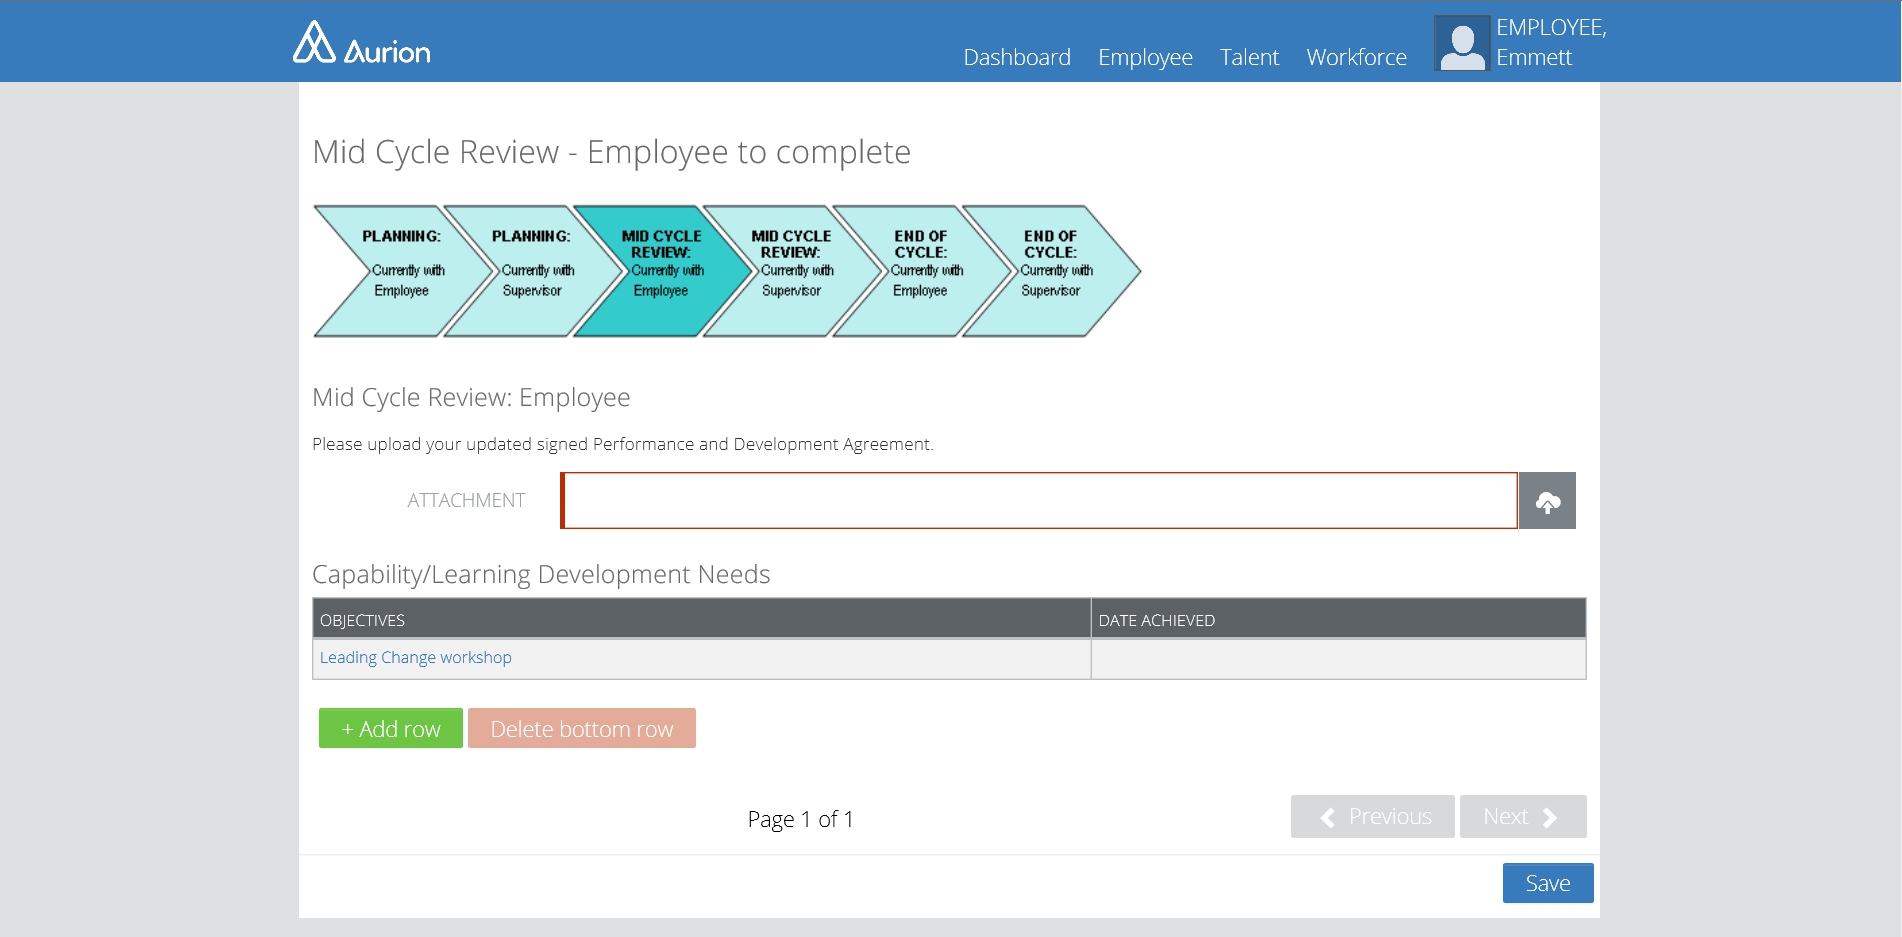 Aurion
Dashboard Employee Talent Workforce
EMPLOYEE,
Emmett
Mid Cycle Review - Employee to complete
PLANNING:
Currently with
Employee
PLANNING:
Currently with
Supervisor
MID CYCLE
REVIEW:
Currently with
Employee
MID CYCLE
REVIEW:
Currently with
Supervisor
END OF
CYCLE:
Currently with
Employee
END OF
CYCLE:
Currently with
Supervisor
Mid Cycle Review: Employee
Please upload your updated signed Performance and Development Agreement.
ATTACHMENT
Capability/Learning Development Needs
OBJECTIVES DATE ACHIEVED
Leading Change workshop
+ Add row Delete bottom row
Page 1 of 1 Previous Next
Save